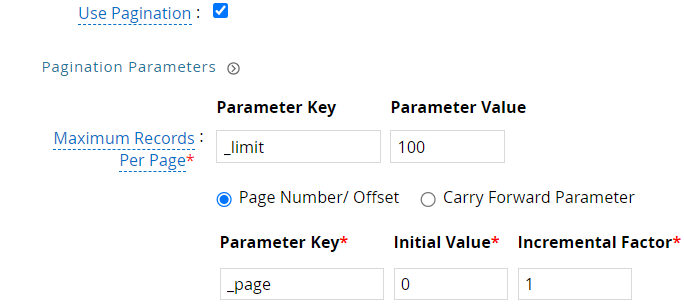 Use Pagination :
Pagination Parameters
Parameter Key Parameter Value
Maximum Records :
Per Page*
_limit 100
Page Number/ Offset Carry Forward Parameter
Parameter Key* Initial Value* Incremental Factor*
_page 0 1